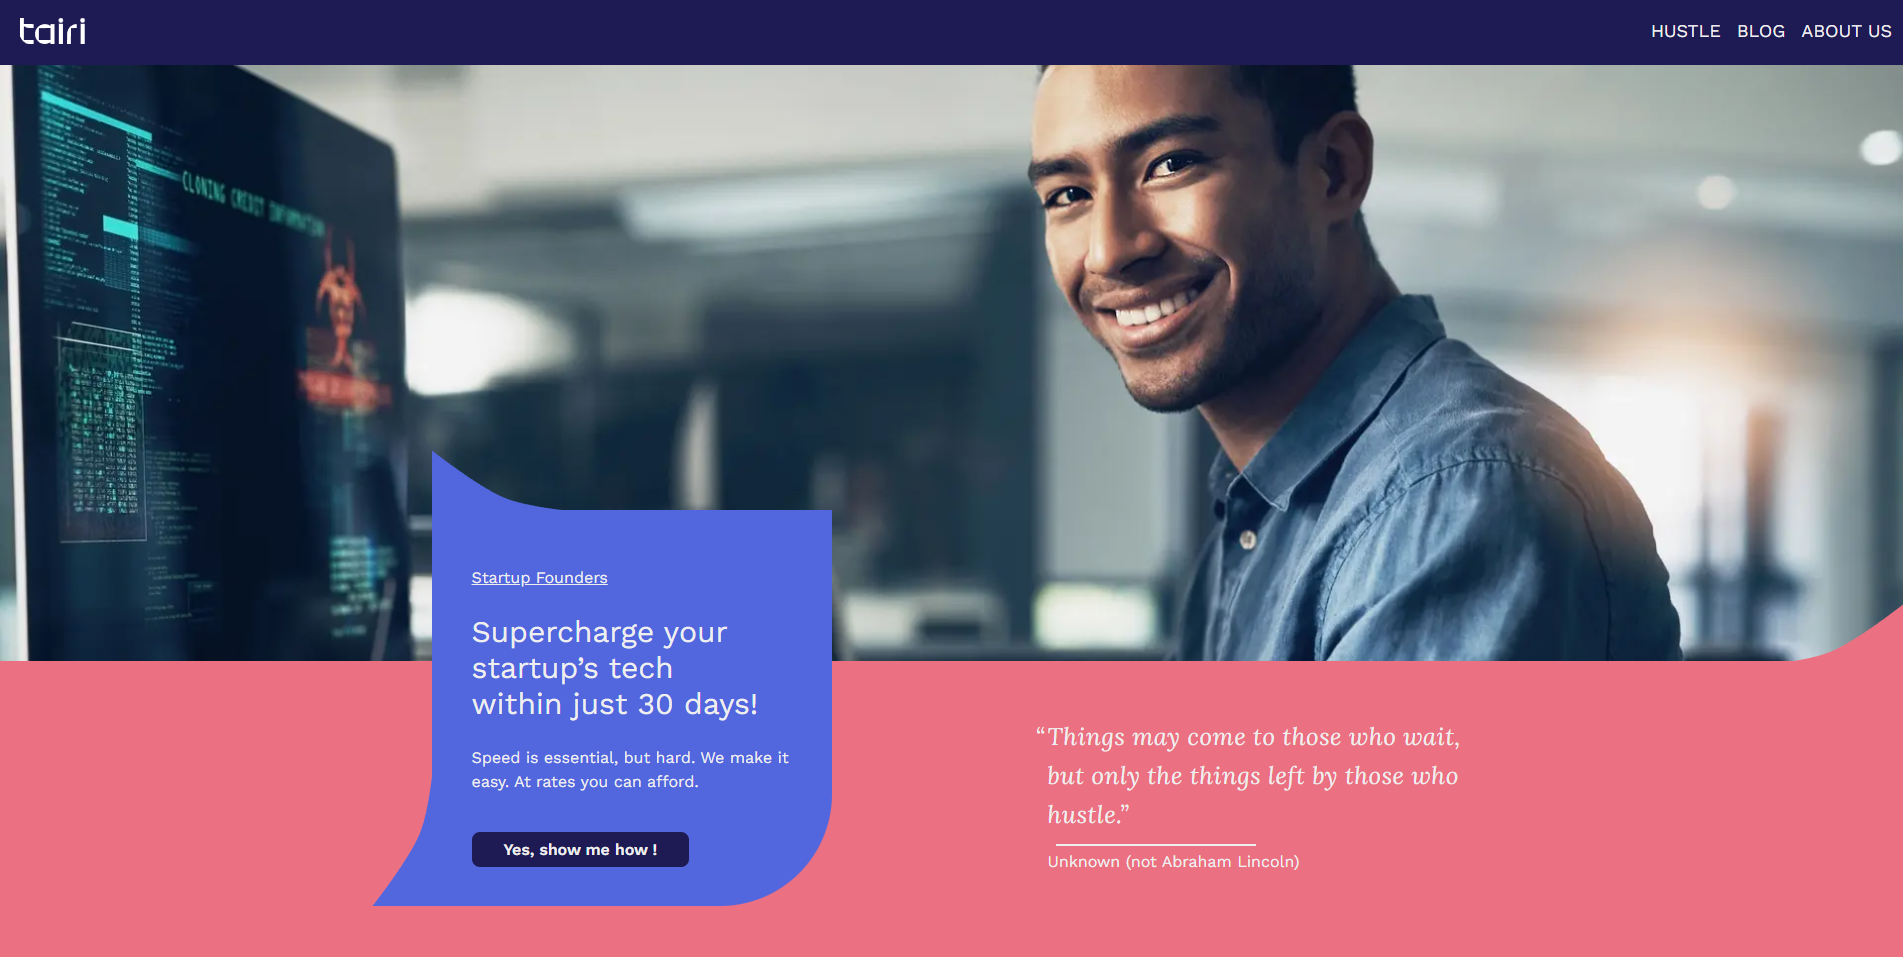 tairi
HUSTLE BLOG ABOUT US
CLONING CREDIT INFORMATION
Startup Founders
Supercharge your
startup’s tech
within just 30 days!
Speed is essential, but hard. We make it
easy. At rates you can afford.
Yes, show me how !
“Things may come to those who wait,
but only the things left by those who
hustle.”
Unknown (not Abraham Lincoln)